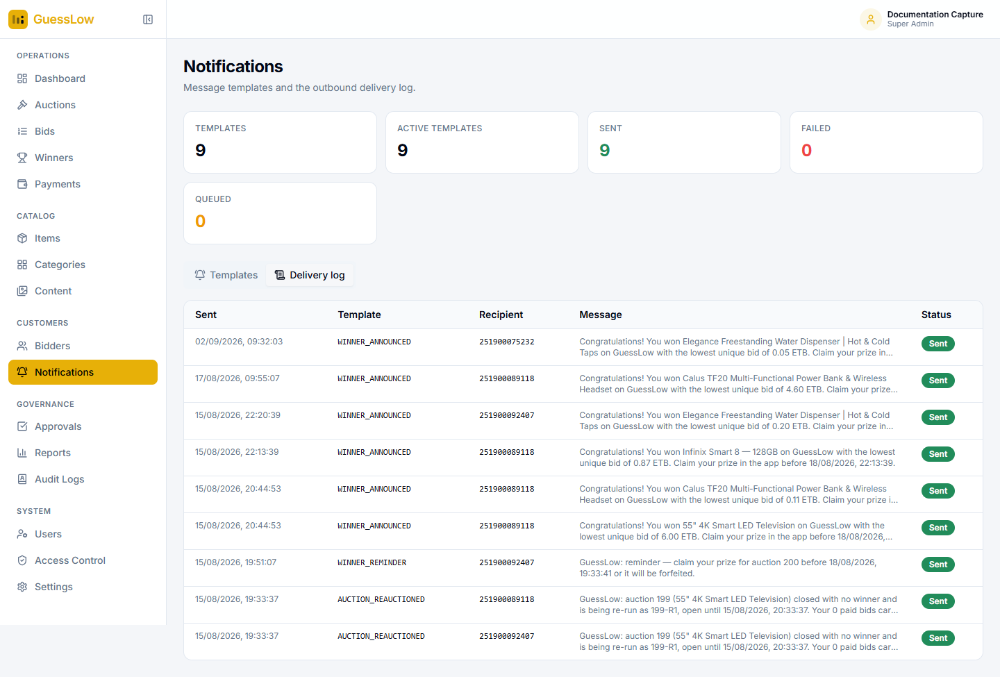 GuessLow
Documentation Capture
Super Admin
OPERATIONS
Dashboard
Auctions
Bids
Winners
Payments
CATALOG
Items
Categories
Content
CUSTOMERS
Bidders
Notifications
GOVERNANCE
Approvals
Reports
Audit Logs
SYSTEM
Users
Access Control
Settings
Notifications
Message templates and the outbound delivery log.
TEMPLATES
9
ACTIVE TEMPLATES
9
SENT
9
FAILED
0
QUEUED
0
Templates
Delivery log
Sent Template Recipient Message Status
02/09/2026, 09:32:03 WINNER_ANNOUNCED 251900075232 Congratulations! You won Elegance Freestanding Water Dispenser | Hot & Cold Sent
Taps on GuessLow with the lowest unique bid of 0.05 ETB. Claim your prize in...
17/08/2026, 09:55:07 WINNER_ANNOUNCED 251900089118 Congratulations! You won Calus TF20 Multi-Functional Power Bank & Wireless Sent
Headset on GuessLow with the lowest unique bid of 4.60 ETB. Claim your prize...
15/08/2026, 22:20:39 WINNER_ANNOUNCED 251900092407 Congratulations! You won Elegance Freestanding Water Dispenser | Hot & Cold Sent
Taps on GuessLow with the lowest unique bid of 0.20 ETB. Claim your prize in...
15/08/2026, 22:13:39 WINNER_ANNOUNCED 251900089118 Congratulations! You won Infinix Smart 8 — 128GB on GuessLow with the lowest Sent
unique bid of 0.87 ETB. Claim your prize in the app before 18/08/2026, 22:13:39.
15/08/2026, 20:44:53 WINNER_ANNOUNCED 251900089118 Congratulations! You won Calus TF20 Multi-Functional Power Bank & Wireless Sent
Headset on GuessLow with the lowest unique bid of 0.11 ETB. Claim your prize i...
15/08/2026, 20:44:53 WINNER_ANNOUNCED 251900089118 Congratulations! You won 55" 4K Smart LED Television on GuessLow with the Sent
lowest unique bid of 6.00 ETB. Claim your prize in the app before 18/08/2026,...
15/08/2026, 19:51:07 WINNER_REMINDER 251900092407 GuessLow: reminder — claim your prize for auction 200 before 18/08/2026, Sent
19:33:41 or it will be forfeited.
15/08/2026, 19:33:37 AUCTION_REAUCTIONED 251900089118 GuessLow: auction 199 (55" 4K Smart LED Television) closed with no winner and Sent
is being re-run as 199-R1, open until 15/08/2026, 20:33:37. Your 0 paid bids car...
15/08/2026, 19:33:37 AUCTION_REAUCTIONED 251900092407 GuessLow: auction 199 (55" 4K Smart LED Television) closed with no winner and Sent
is being re-run as 199-R1, open until 15/08/2026, 20:33:37. Your 0 paid bids car...